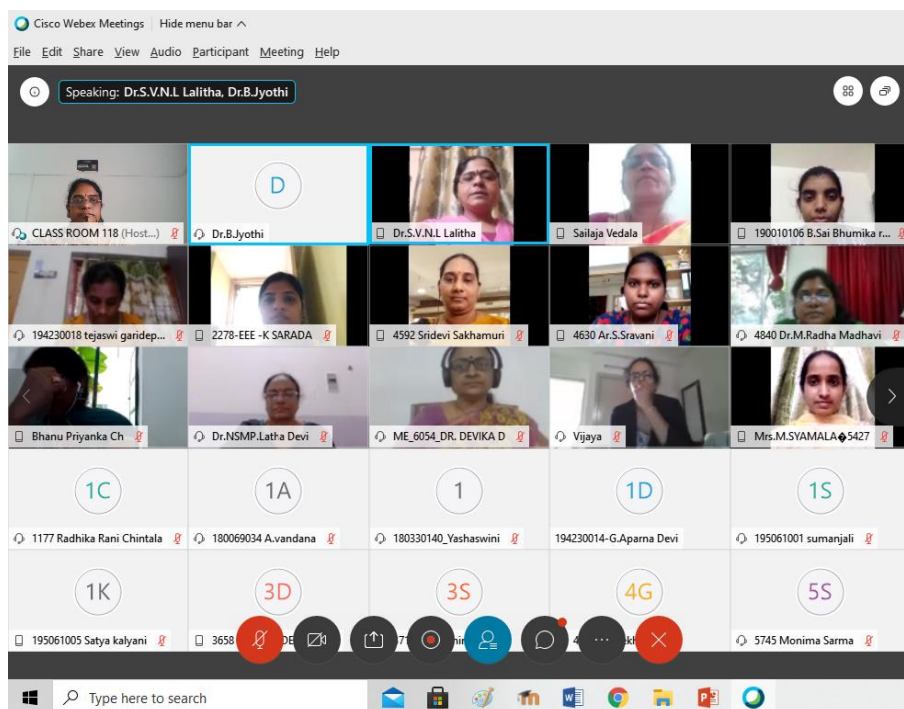 Cisco Webex Meetings Hide menu bar
File Edit Share View Audio Participant Meeting Help
Speaking: Dr.S.V.N.L Lalitha, Dr.B.Jyothi
D
CLASS ROOM 118 (Host...) Dr.B.Jyothi Dr.S.V.N.L Lalitha Sailaja Vedala 190010106 B.Sai Bhumika r...
194230018 tejaswi garidep... 2278-EEE -K SARADA 4592 Sridevi Sakhamuri 4630 Ar.S.Sravani 4840 Dr.M.Radha Madhavi
Bhanu Priyanka Ch Dr.NSMP.Latha Devi ME_6054_DR. DEVIKA D Vijaya Mrs.M.SYAMALA�5427
1C 1A 1 1D 1S
1177 Radhika Rani Chintala 180069034 A.vandana 180330140_Yashaswini 194230014-G.Aparna Devi 195061001 sumanjali
1K 3D 3S 4G 5S
195061005 Satya kalyani 3658 5745 Monima Sarma
Type here to search